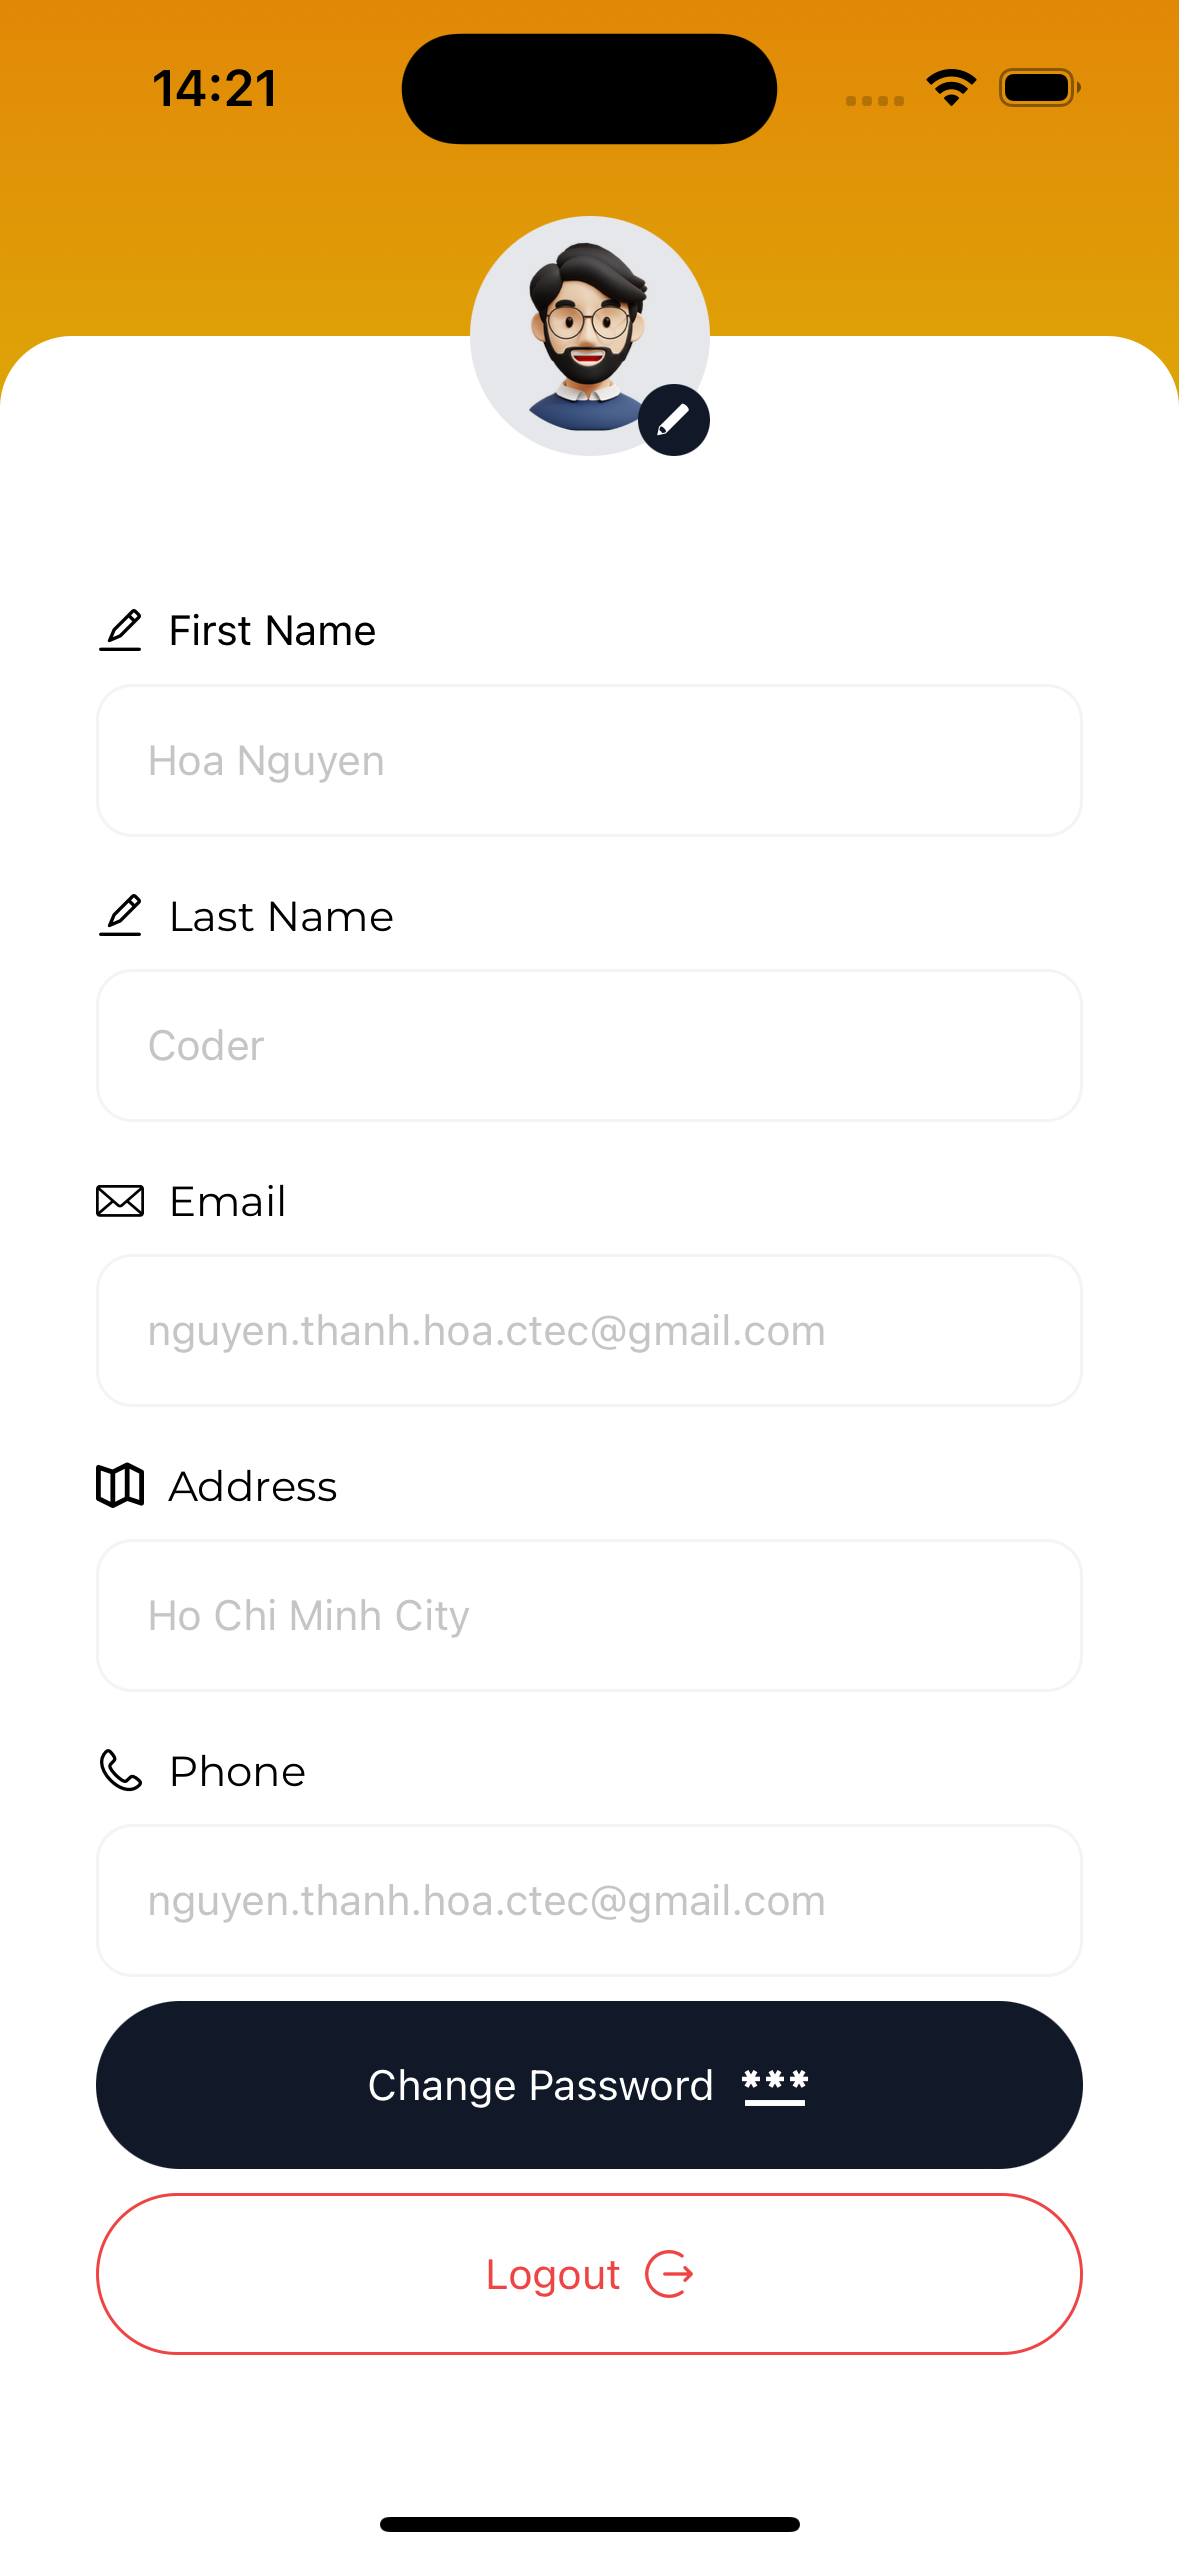 14:21
First Name
Hoa Nguyen
Last Name
Coder
Email
nguyen.thanh.hoa.ctec@gmail.com
Address
Ho Chi Minh City
Phone
nguyen.thanh.hoa.ctec@gmail.com
Change Password ***
Logout